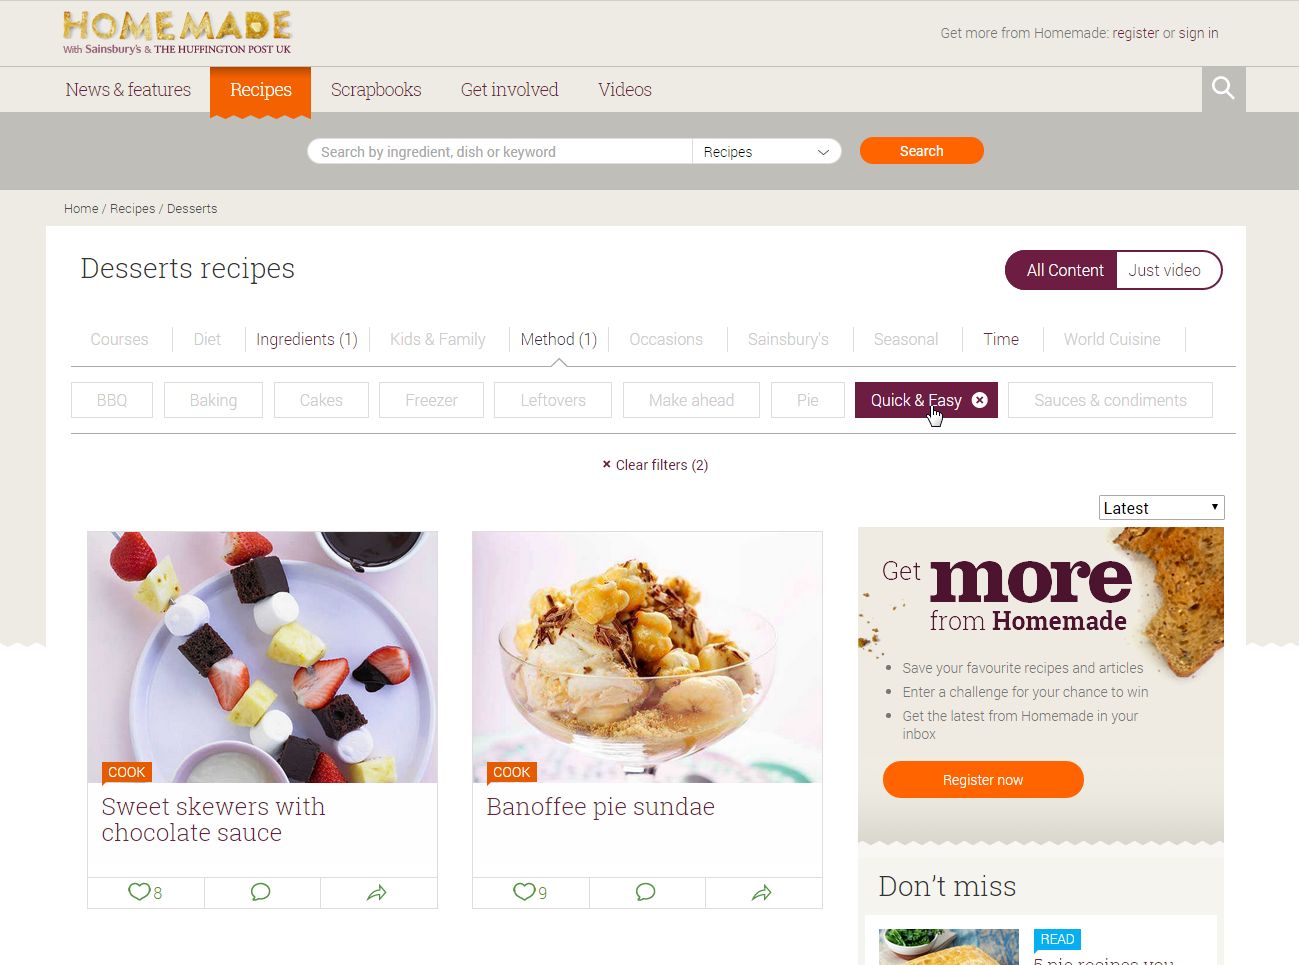 HOMEMADE
With Sainsbury's & THE HUFFINGTON POST UK
Get more from Homemade: register or sign in
News & features
Recipes
Scrapbooks
Get involved
Videos
Search by ingredient, dish or keyword
Recipes
Search
Home / Recipes / Desserts
Desserts recipes
All Content
Just video
Courses
Diet
Ingredients (1)
Kids & Family
Method (1)
Occasions
Sainsbury's
Seasonal
Time
World Cuisine
BBQ
Baking
Cakes
Freezer
Leftovers
Make ahead
Pie
Quick & Easy
Sauces & condiments
× Clear filters (2)
Latest
COOK
Sweet skewers with
chocolate sauce
8
COOK
Banoffee pie sundae
9
Get more
from Homemade
• Save your favourite recipes and articles
• Enter a challenge for your chance to win
• Get the latest from Homemade in your
inbox
Register now
Don't miss
READ
5 pie recipes you